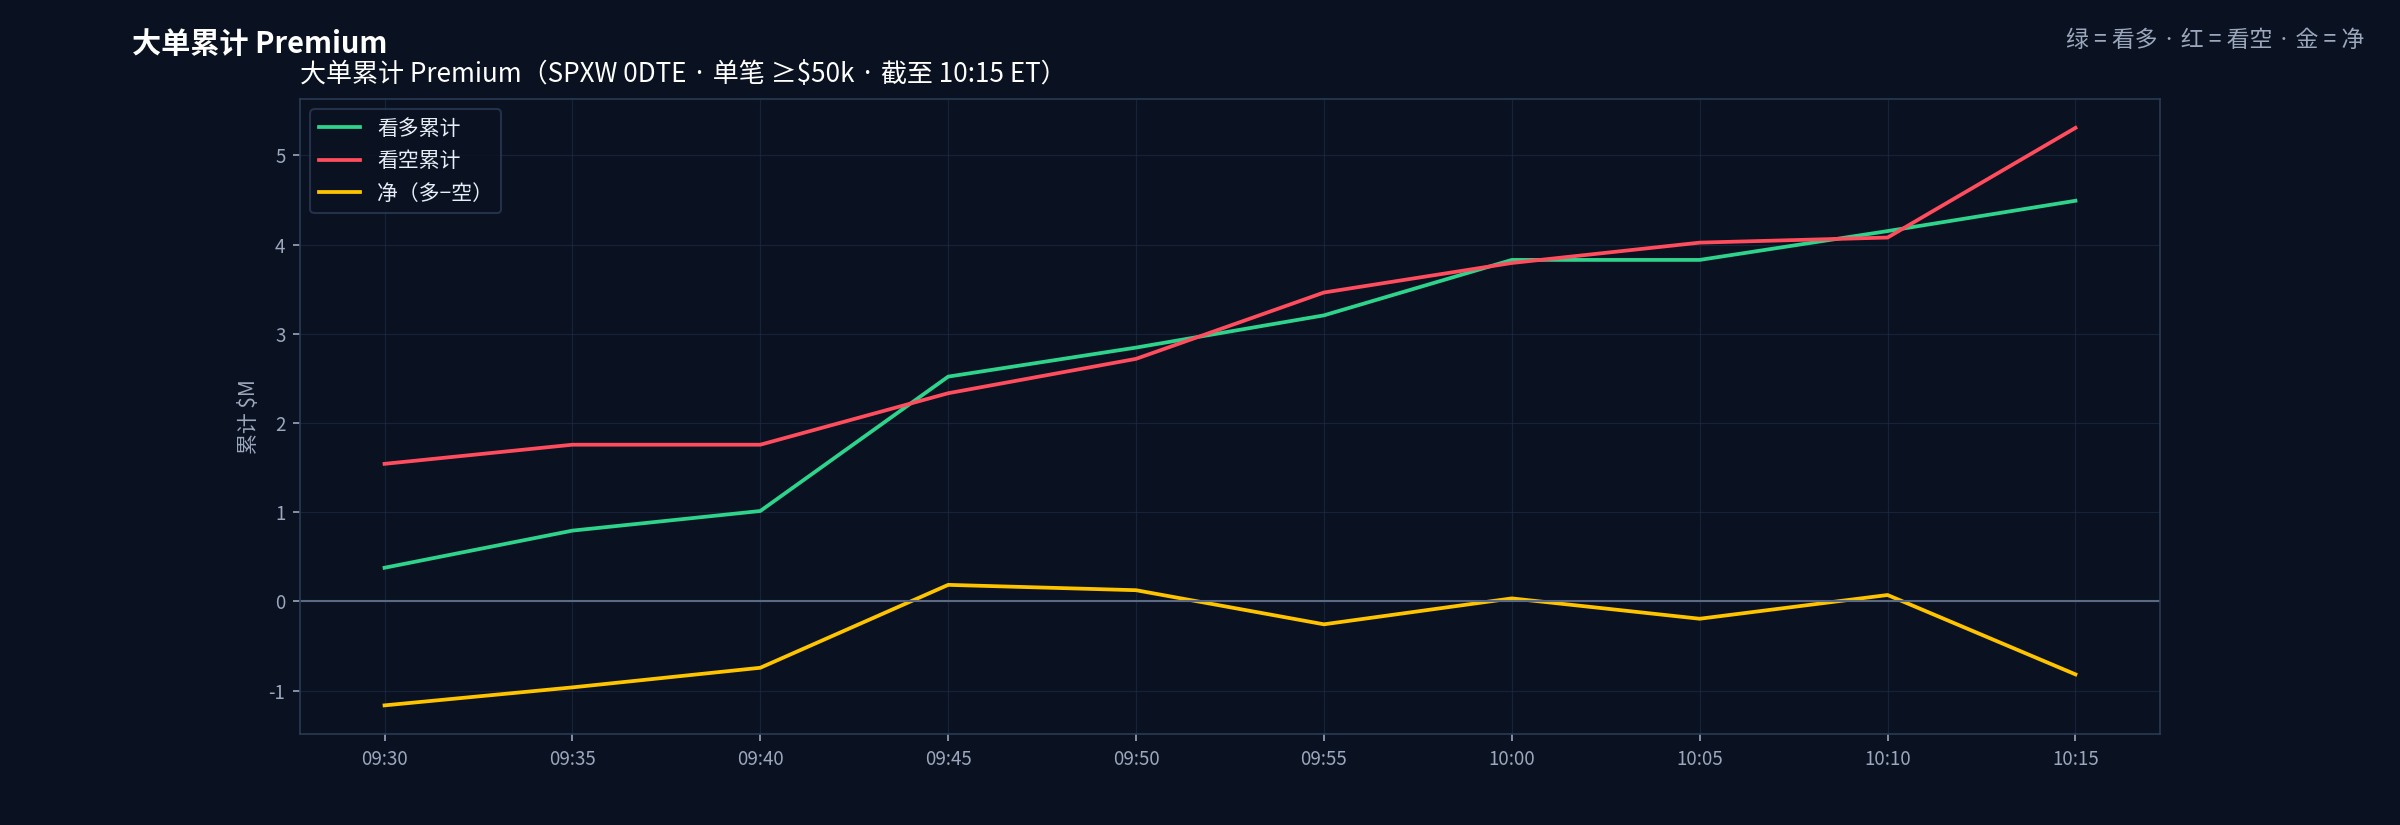 大单累计 Premium
绿 = 看多 · 红 = 看空 · 金 = 净
大单累计 Premium（SPXW 0DTE · 单笔 ≥$50k · 截至 10:15 ET）
看多累计
看空累计
净（多−空）
累计 $M
5
4
3
2
1
0
-1
09:30 09:35 09:40 09:45 09:50 09:55 10:00 10:05 10:10 10:15